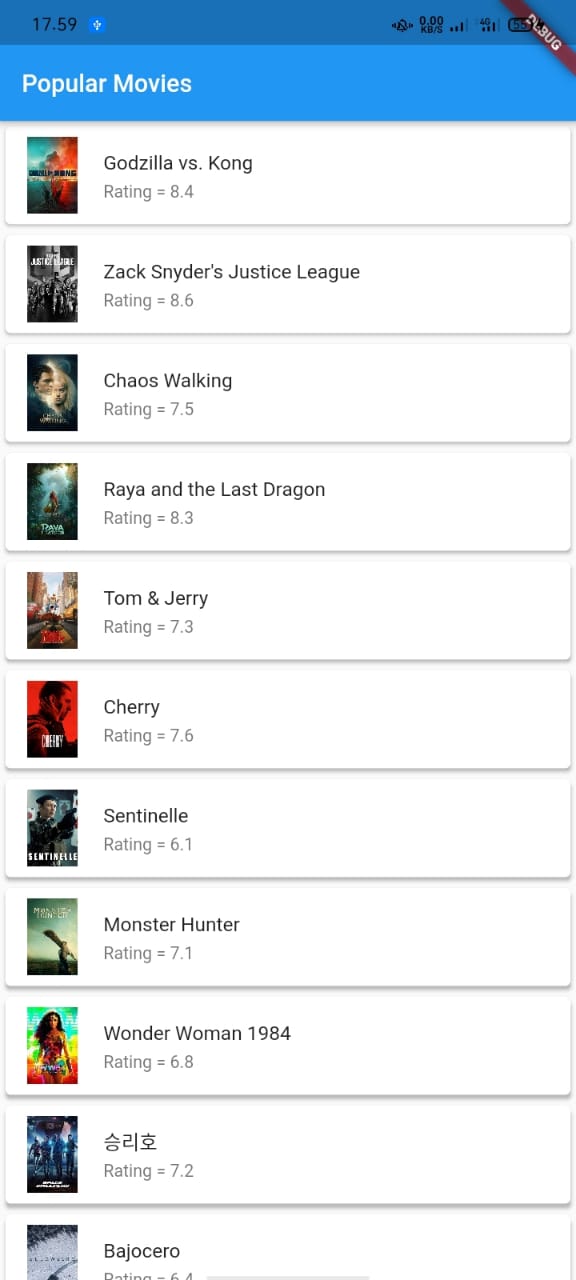 17.59
0.00
KB/S
4G
DEBUG
Popular Movies
Godzilla vs. Kong
Rating = 8.4
Zack Snyder's Justice League
Rating = 8.6
Chaos Walking
Rating = 7.5
Raya and the Last Dragon
Rating = 8.3
Tom & Jerry
Rating = 7.3
CHERRY
Cherry
Rating = 7.6
SENTINELLE
Sentinelle
Rating = 6.1
Monster Hunter
Rating = 7.1
Wonder Woman 1984
Rating = 6.8
승리호
Rating = 7.2
Bajocero
Rating = 6.4